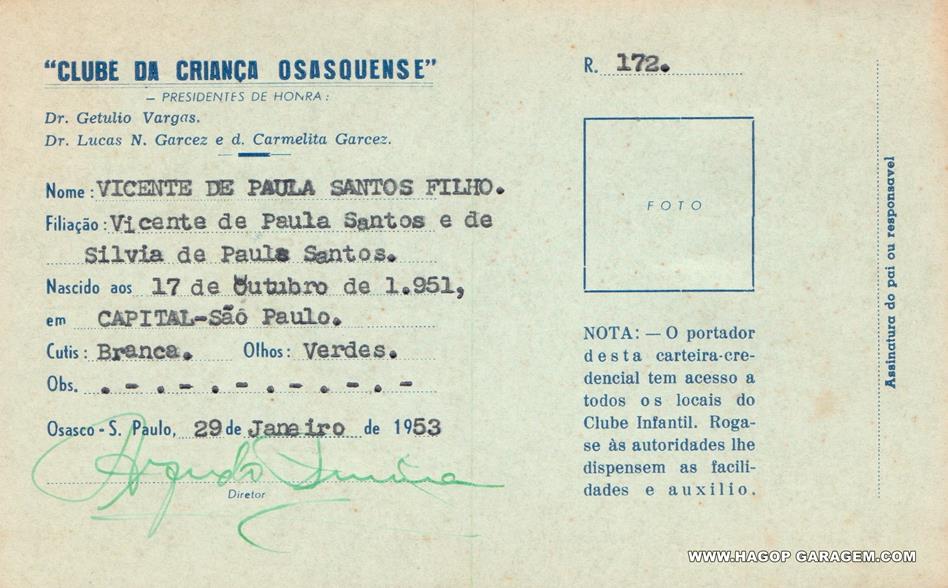 "CLUBE DA CRIANÇA OSASQUENSE"
— PRESIDENTES DE HONRA :
Dr. Getulio Vargas.
Dr. Lucas N. Garcez e d. Carmelita Garcez.
Nome : VICENTE DE PAULA SANTOS FILHO.
Filiação : Vicente de Paula Santos e de
Silvia de Paula Santos.
Nascido aos 17 de Outubro de 1.951,
em CAPITAL-São Paulo.
Cutis : Branca. Olhos : Verdes.
Obs. . - . - . - . - . - . -
Osasco - S. Paulo, 29 de Janeiro de 1953
Diretor
R. 172.
FOTO
NOTA: — O portador
desta carteira-cre-
dencial tem acesso a
todos os locais do
Clube Infantil. Roga-
se às autoridades lhe
dispensem as facili-
dades e auxilio.
Assinatura do pai ou responsavel
WWW.HAGOP GARAGEM.COM